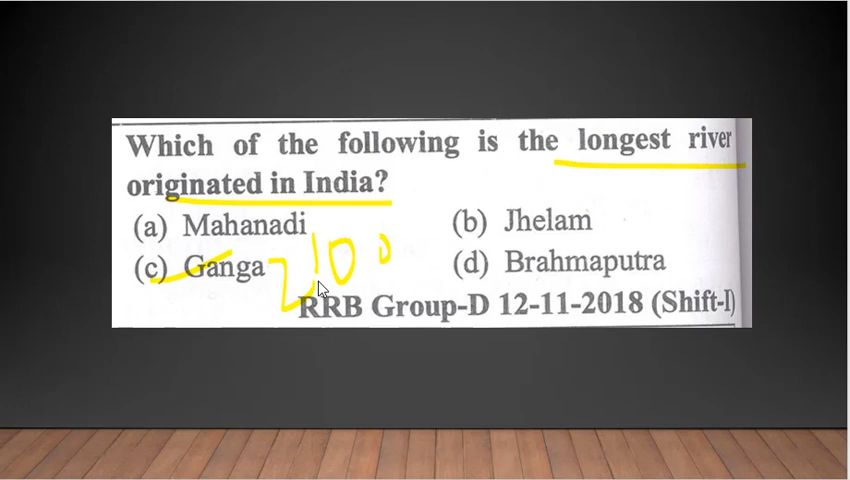 Which of the following is the longest river
originated in India?
(a) Mahanadi (b) Jhelam
(c) Ganga (d) Brahmaputra
RRB Group-D 12-11-2018 (Shift-I)